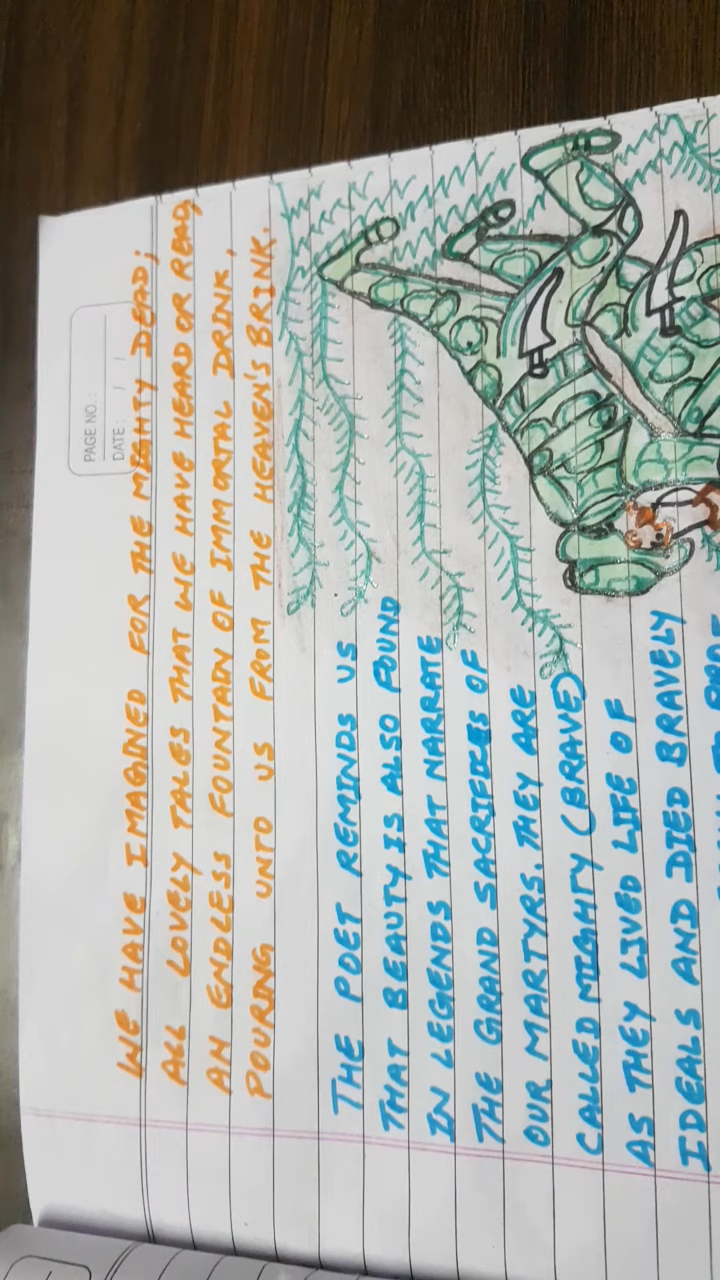 PAGE NO.:
DATE: / /
WE HAVE IMAGINED FOR THE MIGHTY DEAD;
ALL LOVELY TALES THAT WE HAVE HEARD OR READ,
AN ENDLESS FOUNTAIN OF IMMORTAL DRINK,
POURING UNTO US FROM THE HEAVEN'S BRINK.
THE POET REMINDS US
THAT BEAUTY IS ALSO FOUND
IN LEGENDS THAT NARRATE
THE GRAND SACRIFICES OF
OUR MARTYRS. THEY ARE
CALLED MIGHTY (BRAVE)
AS THEY LIVED LIFE OF
IDEALS AND DIED BRAVELY